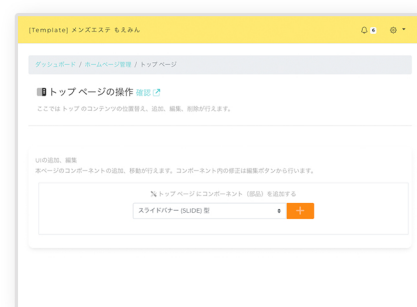 [Template] メンズエステ もえみん
6
ダッシュボード / ホームページ管理 / トップ ページ
トップ ページの操作 確認
ここでは トップ のコンテンツの位置替え、追加、編集、削除が行えます。
UIの追加、編集
本ページのコンポーネントの追加、移動が行えます。コンポーネント内の修正は編集ボタンから行います。
トップ ページ にコンポーネント（部品）を追加する
スライドバナー (SLIDE) 型